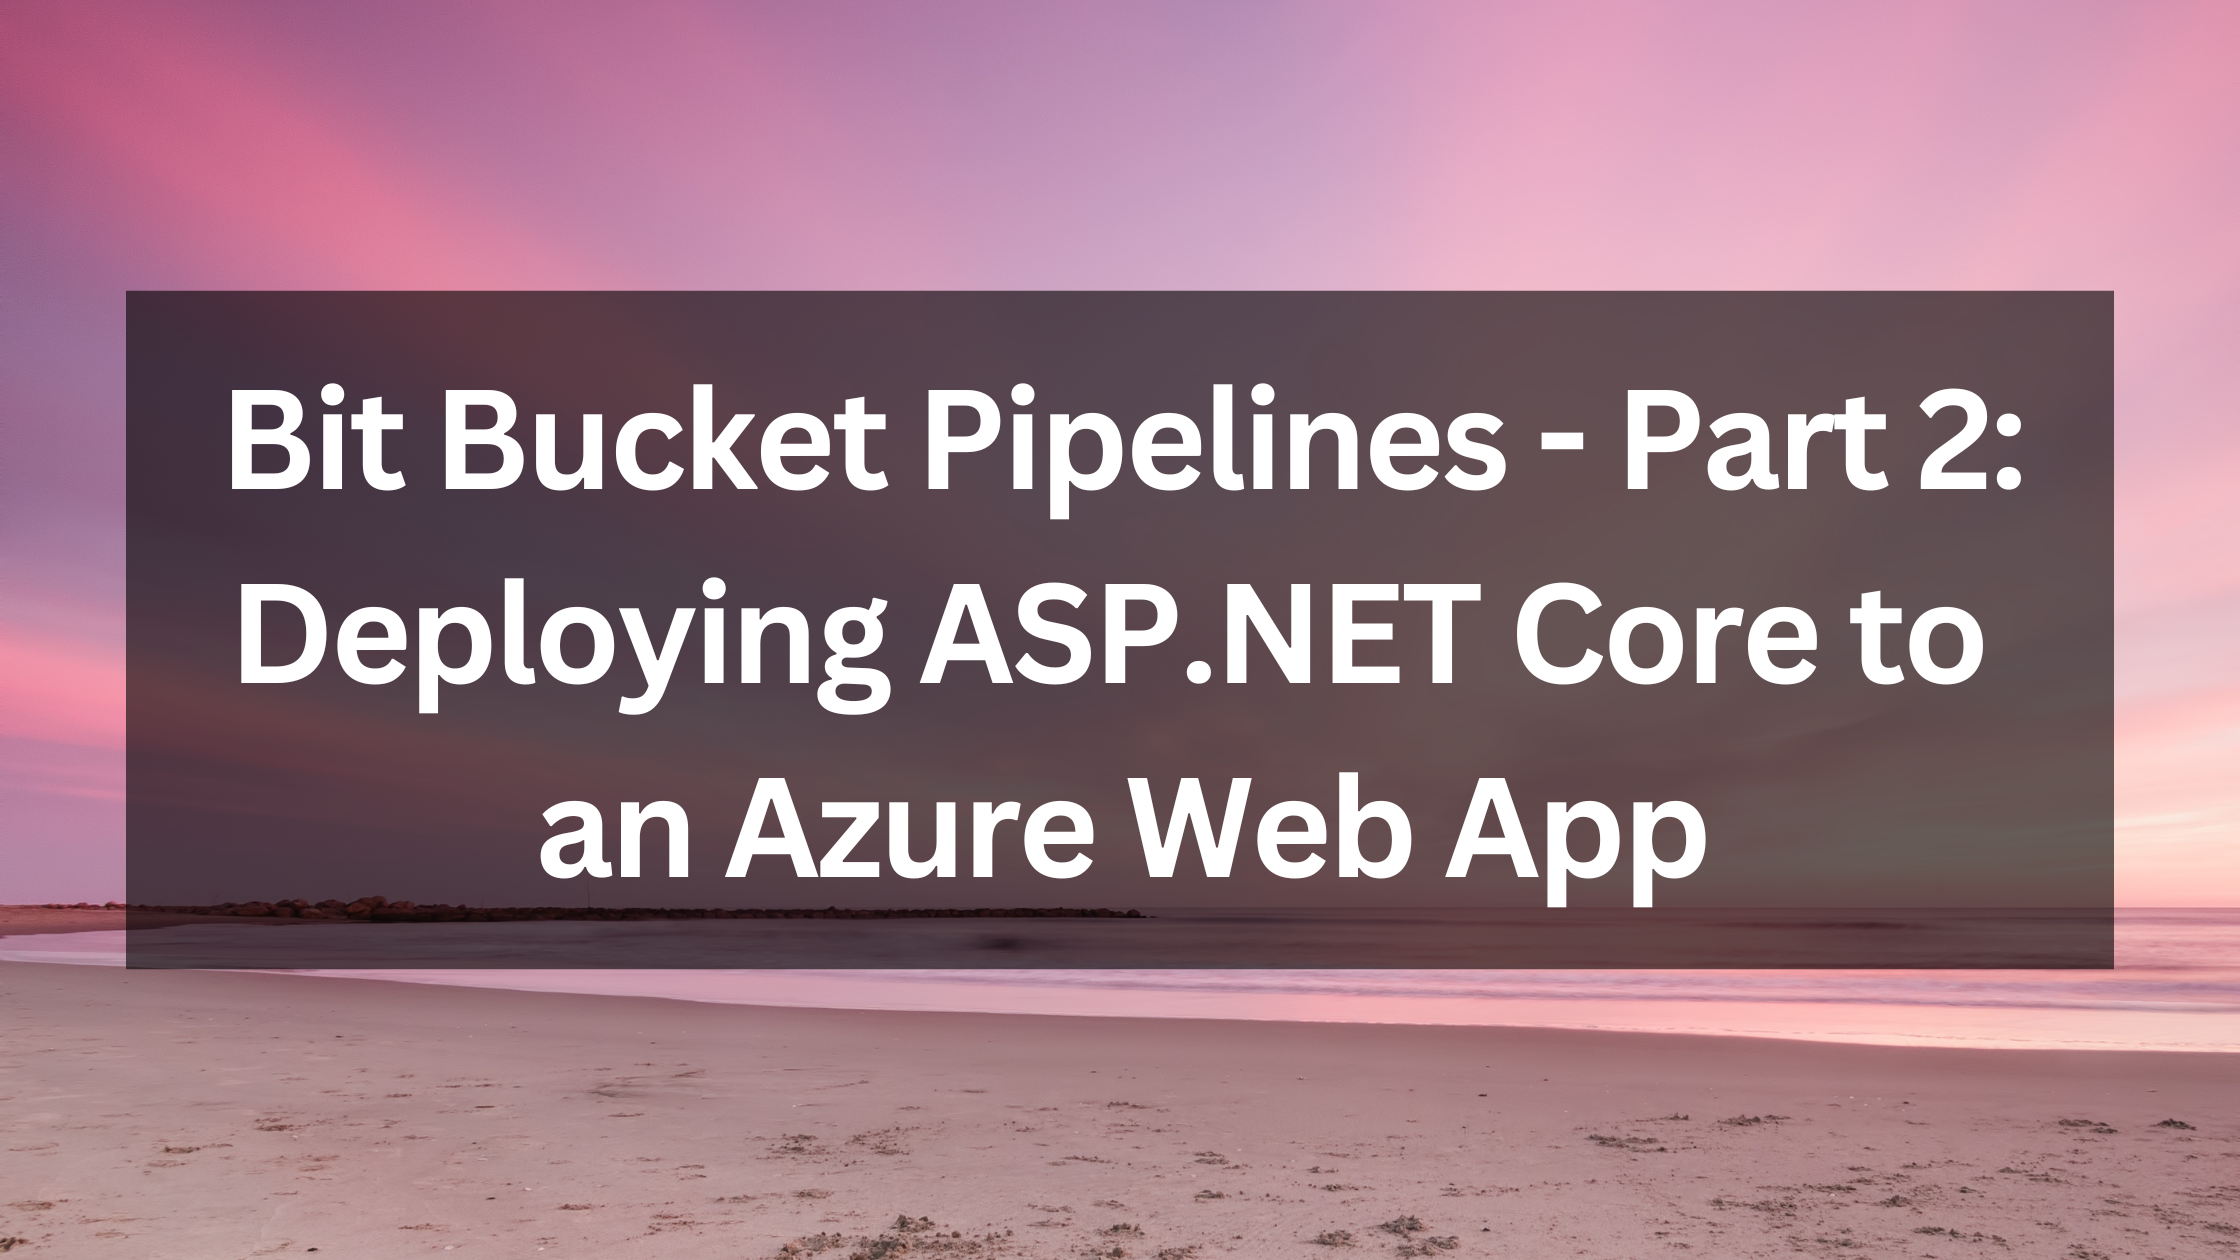 Bit Bucket Pipelines - Part 2:
Deploying ASP.NET Core to
an Azure Web App